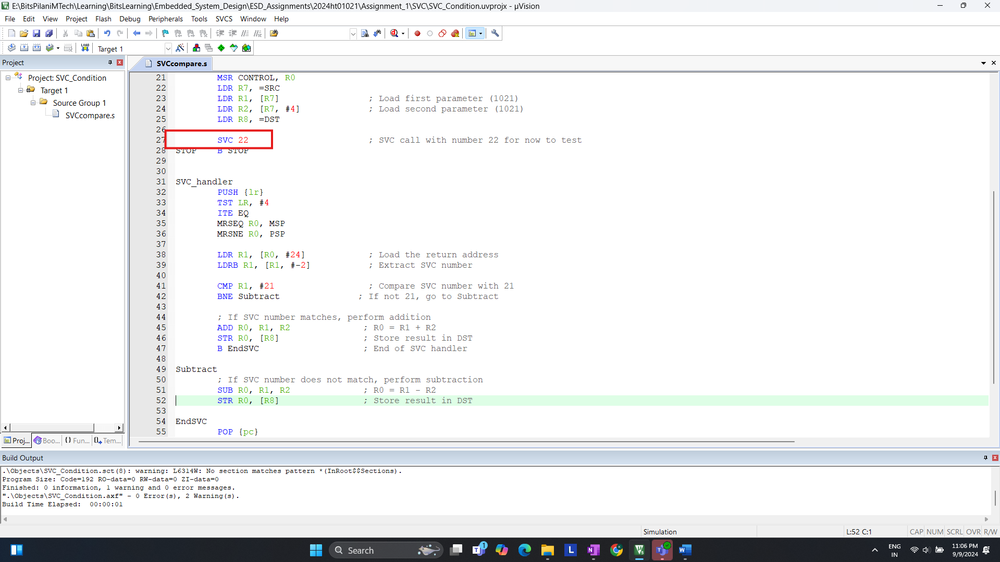 E:\BitsPilaniMTech\Learning\BitsLearning\Embedded_System_Design\ESD_Assignments\2024ht01021\Assignment_1\SVC\SVC_Condition.uvprojx - µVision
File Edit View Project Flash Debug Peripherals Tools SVCS Window Help
LOAD Target 1
Project
SVCcompare.s
Project: SVC_Condition
Target 1
Source Group 1
SVCcompare.s
21 MSR CONTROL, R0
22 LDR R7, =SRC
23 LDR R1, [R7] ; Load first parameter (1021)
24 LDR R2, [R7, #4] ; Load second parameter (1021)
25 LDR R8, =DST
26
27 SVC 22 ; SVC call with number 22 for now to test
28 STOP B STOP
29
30
31 SVC_handler
32 PUSH {lr}
33 TST LR, #4
34 ITE EQ
35 MRSEQ R0, MSP
36 MRSNE R0, PSP
37
38 LDR R1, [R0, #24] ; Load the return address
39 LDRB R1, [R1, #-2] ; Extract SVC number
40
41 CMP R1, #21 ; Compare SVC number with 21
42 BNE Subtract ; If not 21, go to Subtract
43
44 ; If SVC number matches, perform addition
45 ADD R0, R1, R2 ; R0 = R1 + R2
46 STR R0, [R8] ; Store result in DST
47 B EndSVC ; End of SVC handler
48
49 Subtract
50 ; If SVC number does not match, perform subtraction
51 SUB R0, R1, R2 ; R0 = R1 - R2
52 STR R0, [R8] ; Store result in DST
53
54 EndSVC
55 POP {pc}
Proj... Boo... {} Fun... Tem...
Build Output
.\Objects\SVC_Condition.sct(8): warning: L6314W: No section matches pattern *(InRoot$$Sections).
Program Size: Code=192 RO-data=0 RW-data=0 ZI-data=0
Finished: 0 information, 1 warning and 0 error messages.
".\Objects\SVC_Condition.axf" - 0 Error(s), 2 Warning(s).
Build Time Elapsed:  00:00:01
Simulation L:52 C:1 CAP NUM SCRL OVR R/W
Search
1
ENG
IN
11:06 PM
9/9/2024